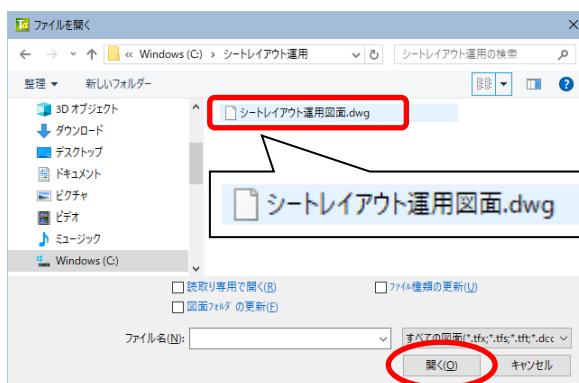 ファイルを開く
« Windows (C:) › シートレイアウト運用
シートレイアウト運用の検索
整理 ▼
新しいフォルダー
3D オブジェクト
ダウンロード
デスクトップ
ドキュメント
ピクチャ
ビデオ
ミュージック
Windows (C:)
シートレイアウト運用図面.dwg
シートレイアウト運用図面.dwg
読取り専用で開く(R)
ファイル種類の更新(U)
図面フォルダの更新(E)
ファイル名(N):
すべての図面(*.tfx;*.tfs;*.tft;*.dcc
開く(O)
キャンセル